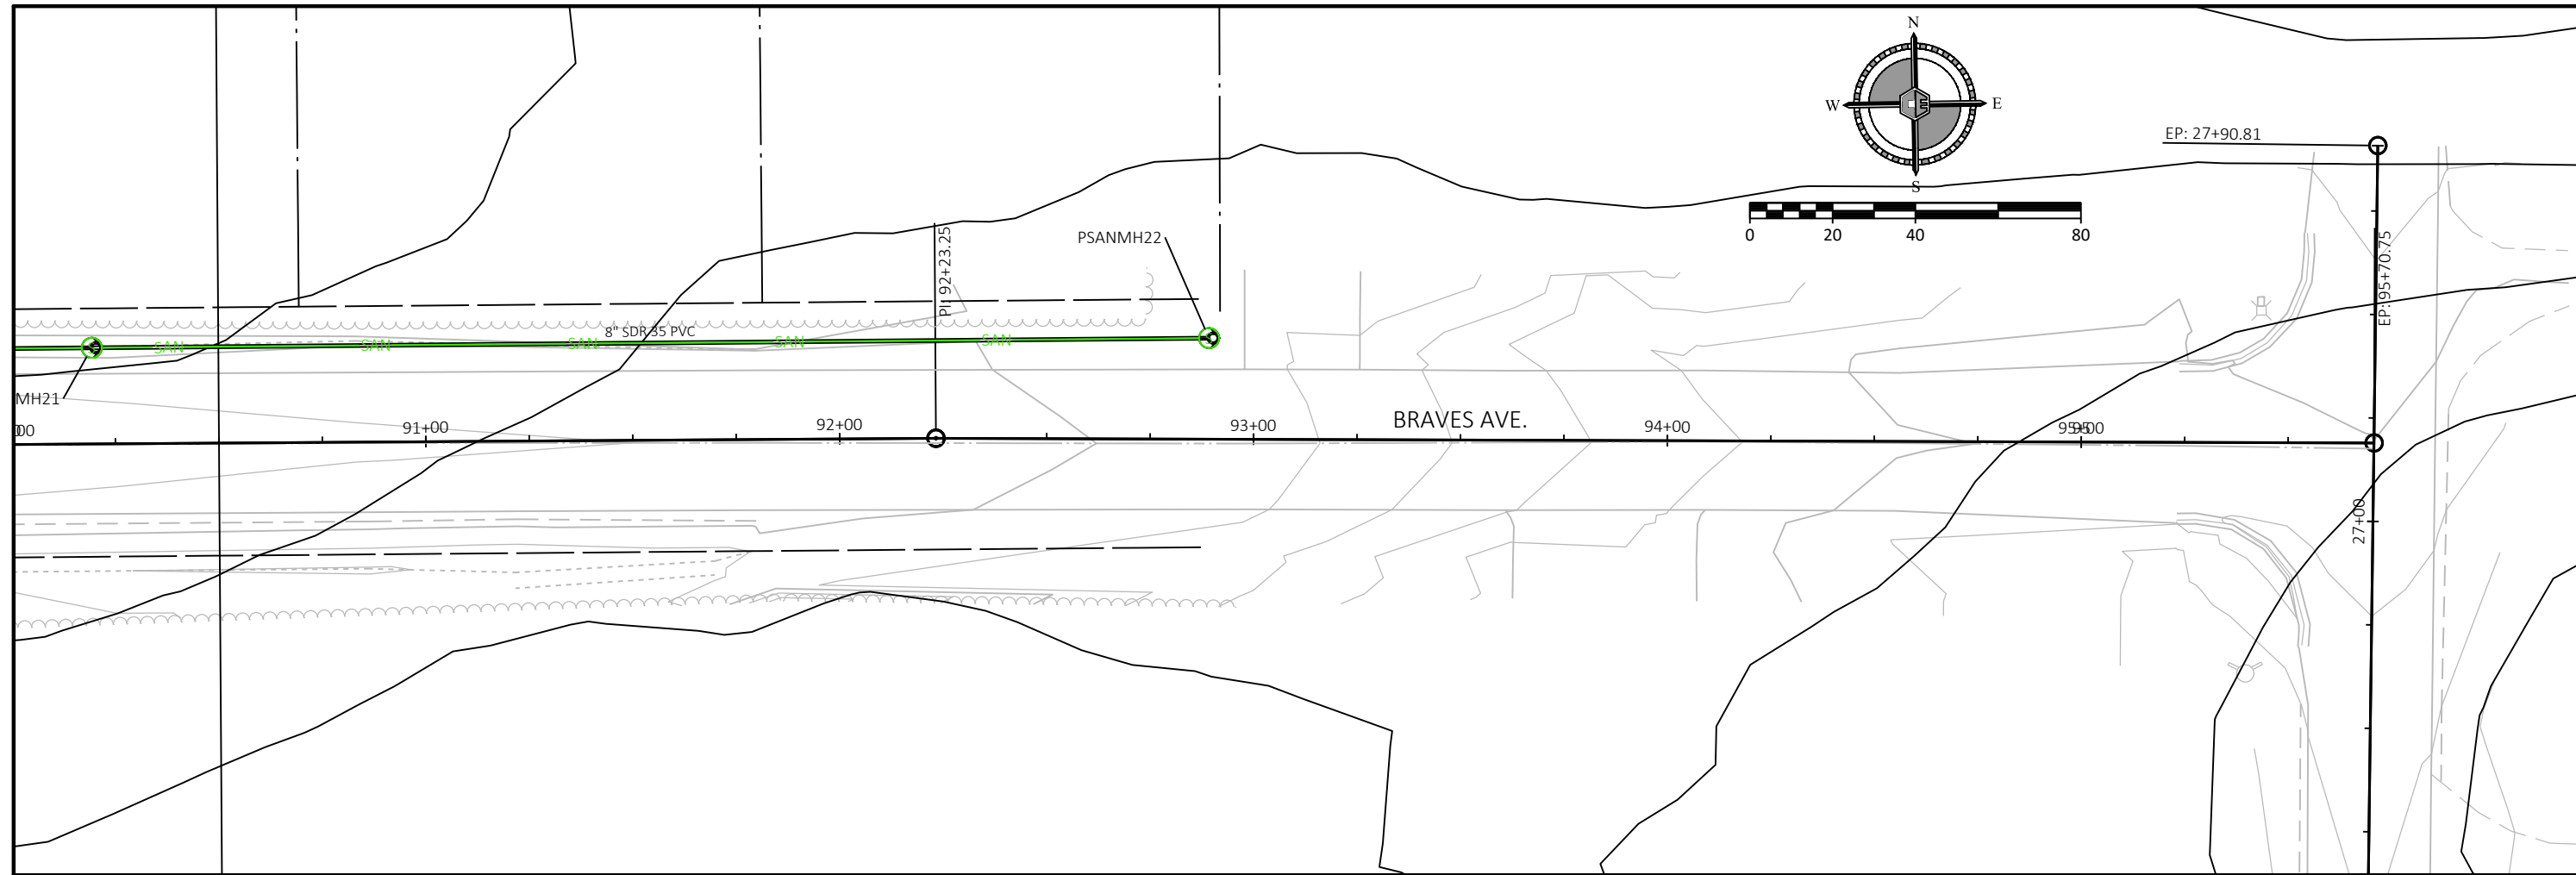 N
W E
S
EP: 27+90.81
0 20 40 80
PI: 92+23.25
PSANMH22
EP: 95+70.75
8" SDR 35 PVC
SAN SAN SAN SAN SAN
MH21
BRAVES AVE.
00 91+00 92+00 93+00 94+00
27+00